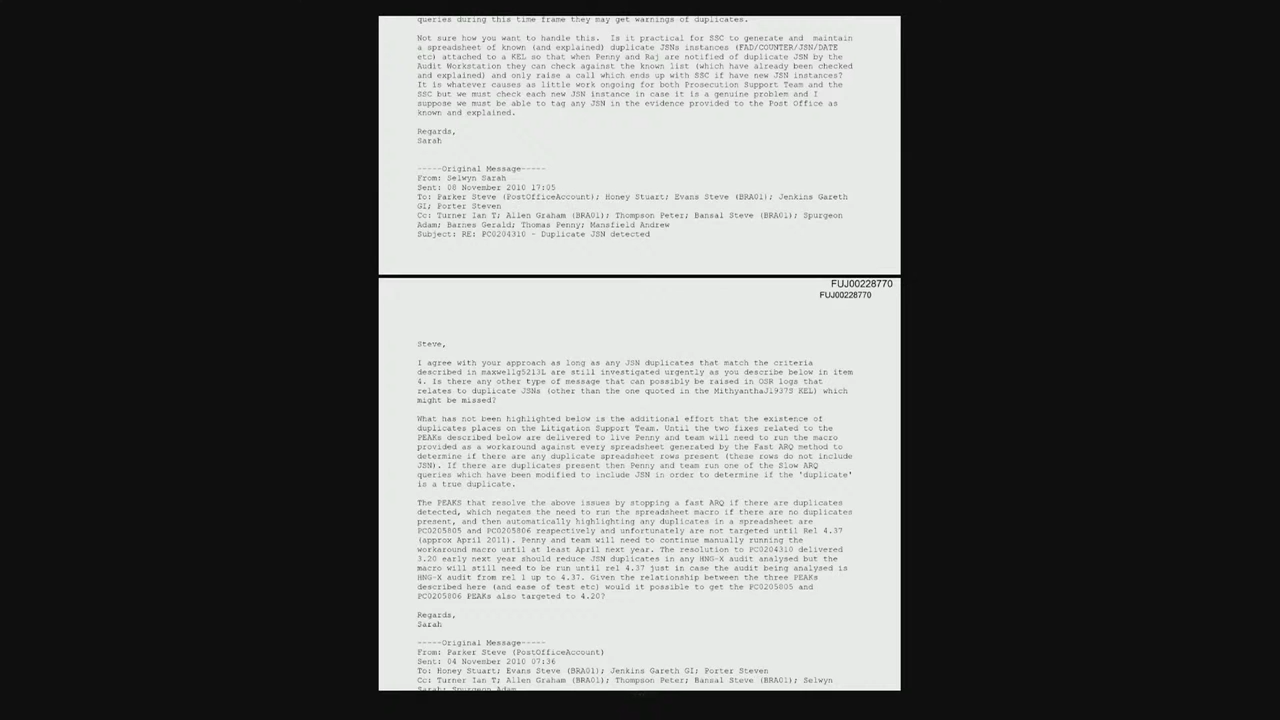 queries during this time frame they may get warnings of duplicates.
Not sure how you want to handle this.  Is it practical for SSC to generate and  maintain
a spreadsheet of known (and explained) duplicate JSNs instances (FAD/COUNTER/JSN/DATE
etc) attached to a KEL so that when Penny and Raj are notified of duplicate JSN by the
Audit Workstation they can check against the known list (which have already been checked
and explained) and only raise a call which ends up with SSC if have new JSN instances?
It is whatever causes as little work ongoing for both Prosecution Support Team and the
SSC but we must check each new JSN instance in case it is a genuine problem and I
suppose we must be able to tag any JSN in the evidence provided to the Post Office as
known and explained.
Regards,
Sarah
-----Original Message-----
From: Selwyn Sarah
Sent: 08 November 2010 17:05
To: Parker Steve (PostOfficeAccount); Honey Stuart; Evans Steve (BRA01); Jenkins Gareth
GI; Porter Steven
Cc: Turner Ian T; Allen Graham (BRA01); Thompson Peter; Bansal Steve (BRA01); Spurgeon
Adam; Barnes Gerald; Thomas Penny; Mansfield Andrew
Subject: RE: PC0204310 - Duplicate JSN detected
FUJ00228770
FUJ00228770
Steve,
I agree with your approach as long as any JSN duplicates that match the criteria
described in maxwellg5213L are still investigated urgently as you describe below in item
4. Is there any other type of message that can possibly be raised in OSR logs that
relates to duplicate JSNs (other than the one quoted in the MithyanthaJ1937S KEL) which
might be missed?
What has not been highlighted below is the additional effort that the existence of
duplicates places on the Litigation Support Team. Until the two fixes related to the
PEAKs described below are delivered to live Penny and team will need to run the macro
provided as a workaround against every spreadsheet generated by the Fast ARQ method to
determine if there are any duplicate spreadsheet rows present (these rows do not include
JSN). If there are duplicates present then Penny and team run one of the Slow ARQ
queries which have been modified to include JSN in order to determine if the 'duplicate'
is a true duplicate.
The PEAKS that resolve the above issues by stopping a fast ARQ if there are duplicates
detected, which negates the need to run the spreadsheet macro if there are no duplicates
present, and then automatically highlighting any duplicates in a spreadsheet are
PC0205805 and PC0205806 respectively and unfortunately are not targeted until Rel 4.37
(approx April 2011). Penny and team will need to continue manually running the
workaround macro until at least April next year. The resolution to PC0204310 delivered
3.20 early next year should reduce JSN duplicates in any HNG-X audit analysed but the
macro will still need to be run until rel 4.37 just in case the audit being analysed is
HNG-X audit from rel 1 up to 4.37. Given the relationship between the three PEAKs
described here (and ease of test etc) would it possible to get the PC0205805 and
PC0205806 PEAKs also targeted to 4.20?
Regards,
Sarah
-----Original Message-----
From: Parker Steve (PostOfficeAccount)
Sent: 04 November 2010 07:36
To: Honey Stuart; Evans Steve (BRA01); Jenkins Gareth GI; Porter Steven
Cc: Turner Ian T; Allen Graham (BRA01); Thompson Peter; Bansal Steve (BRA01); Selwyn
Sarah; Spurgeon Adam